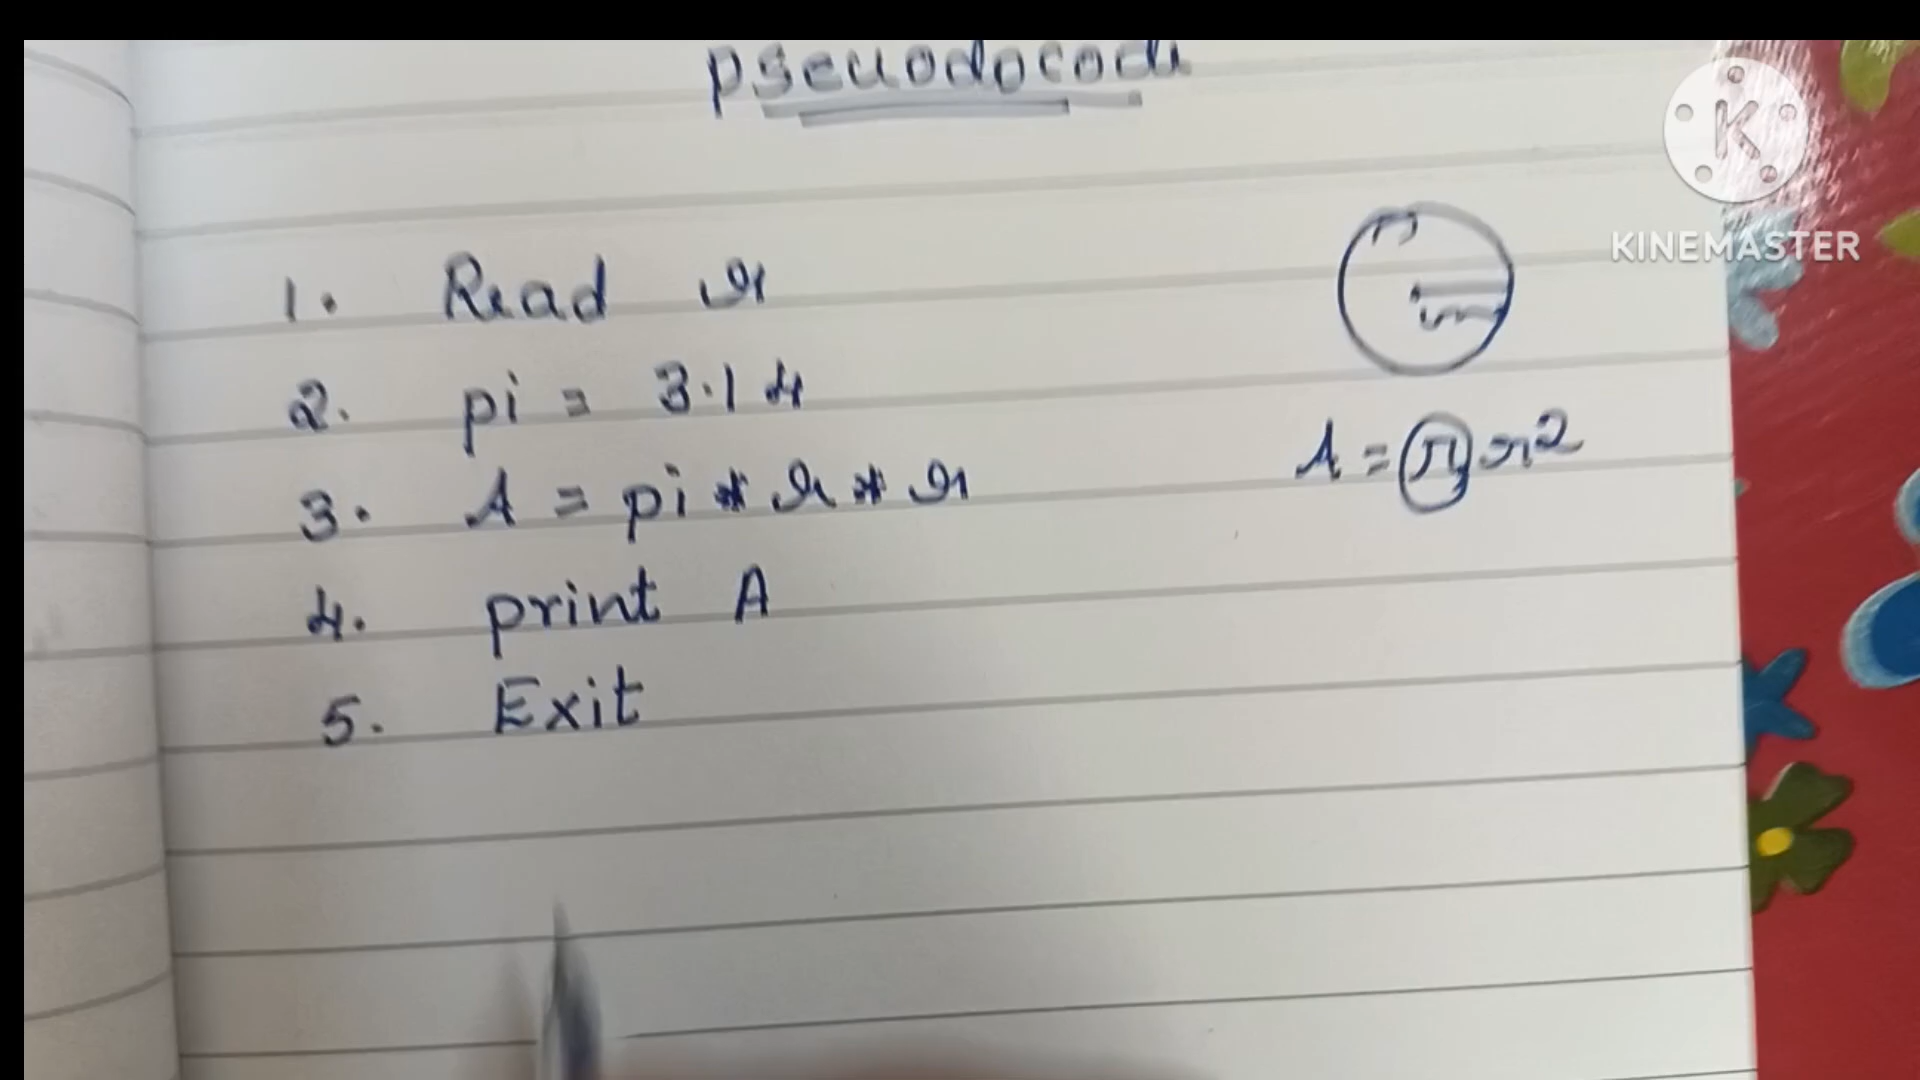 pseudocode
1. Read r
2. pi = 3.14
3. A = pi * r * r
4. print A
5. Exit
A = πr²
K
KINEMASTER